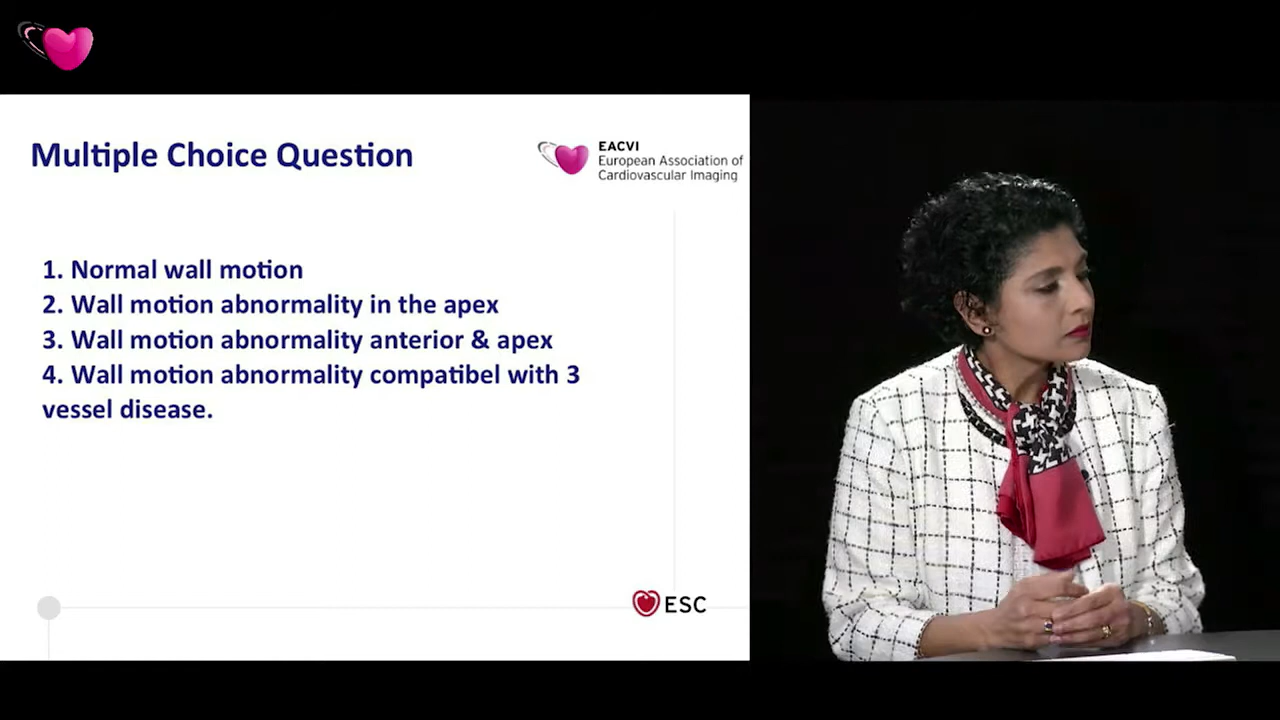 Multiple Choice Question
EACVI
European Association of
Cardiovascular Imaging
1. Normal wall motion
2. Wall motion abnormality in the apex
3. Wall motion abnormality anterior & apex
4. Wall motion abnormality compatibel with 3
vessel disease.
ESC